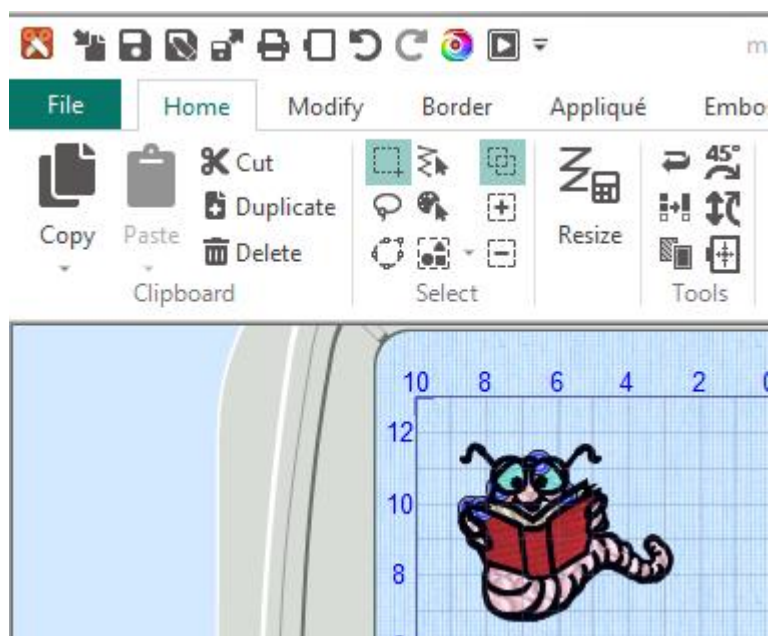 m
File Home Modify Border Appliqué Embo
Copy
Paste
Cut
Duplicate
Delete
Clipboard
Select
Resize
45°
Tools
10 8 6 4 2
12
10
8